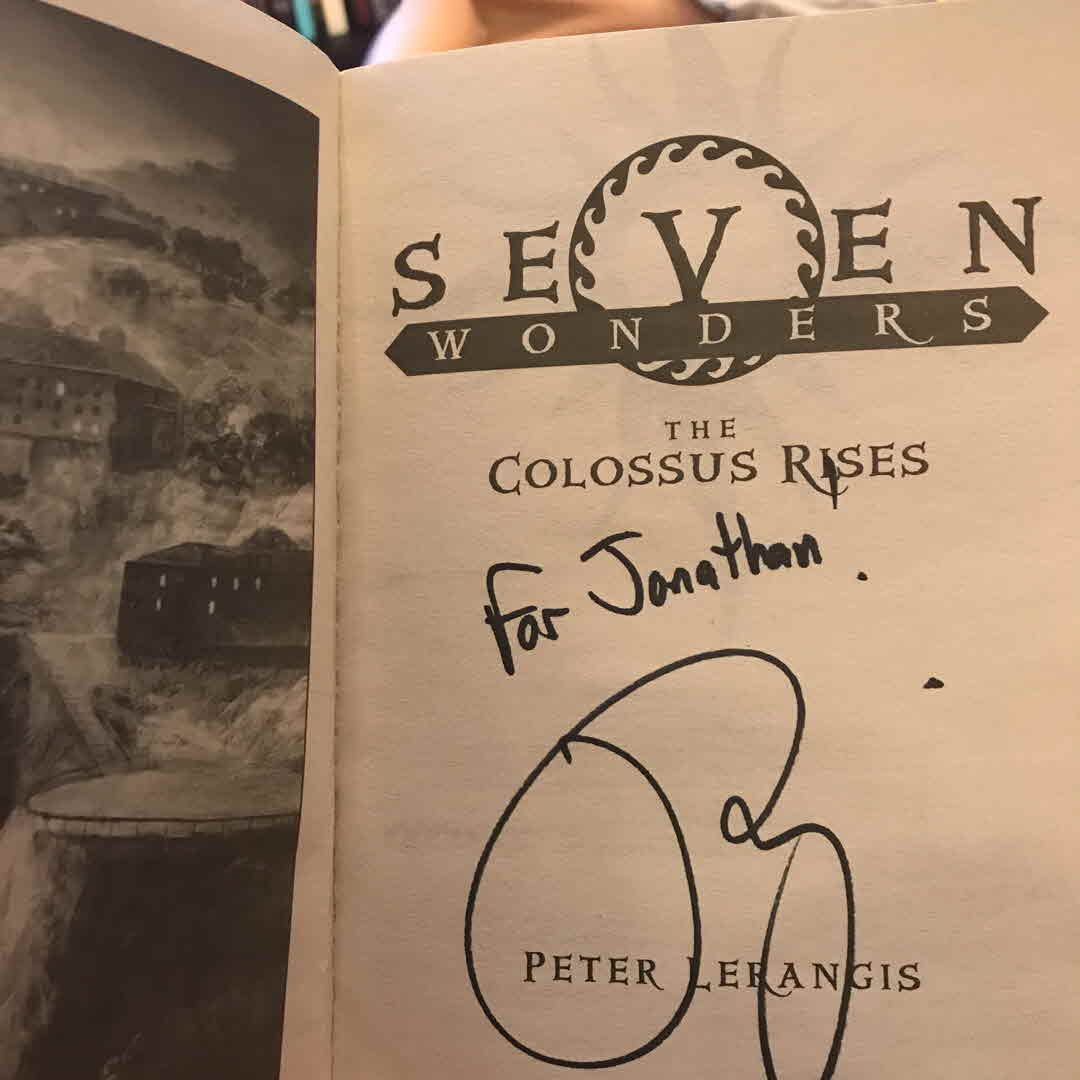 SEVEN
WONDERS
THE
COLOSSUS RISES
For Jonathan
PETER LERANGIS